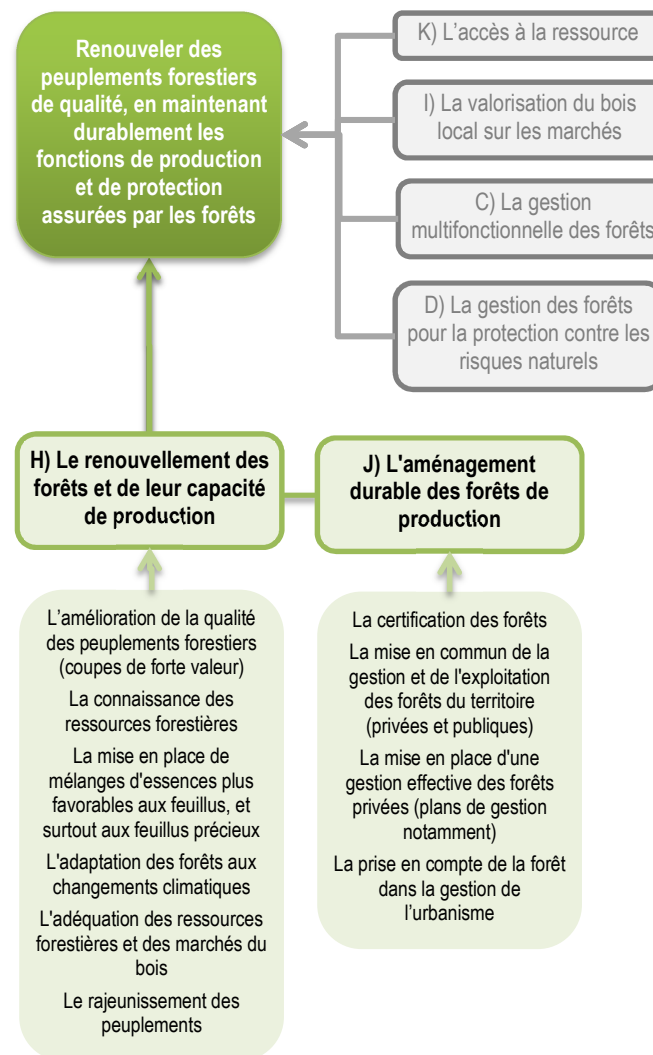 Renouveler des
peuplements forestiers
de qualité, en maintenant
durablement les
fonctions de production
et de protection
assurées par les forêts
K) L'accès à la ressource
I) La valorisation du bois
local sur les marchés
C) La gestion
multifonctionnelle des forêts
D) La gestion des forêts
pour la protection contre les
risques naturels
H) Le renouvellement des
forêts et de leur capacité
de production
J) L'aménagement
durable des forêts de
production
L'amélioration de la qualité
des peuplements forestiers
(coupes de forte valeur)
La connaissance des
ressources forestières
La mise en place de
mélanges d'essences plus
favorables aux feuillus, et
surtout aux feuillus précieux
L'adaptation des forêts aux
changements climatiques
L'adéquation des ressources
forestières et des marchés du
bois
Le rajeunissement des
peuplements
La certification des forêts
La mise en commun de la
gestion et de l'exploitation
des forêts du territoire
(privées et publiques)
La mise en place d'une
gestion effective des forêts
privées (plans de gestion
notamment)
La prise en compte de la forêt
dans la gestion de
l'urbanisme